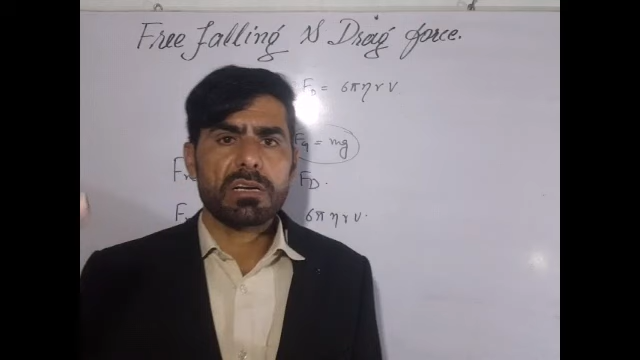 Free falling & Drag force.
F_D = 6πηrv
F_g = mg
F_D.
6πηrv.